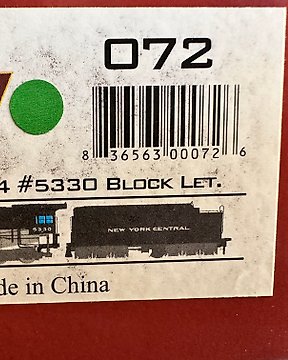 072
8 36563 00072 6
4 #5330 BLOCK LET.
5330
NEW YORK CENTRAL
de in China